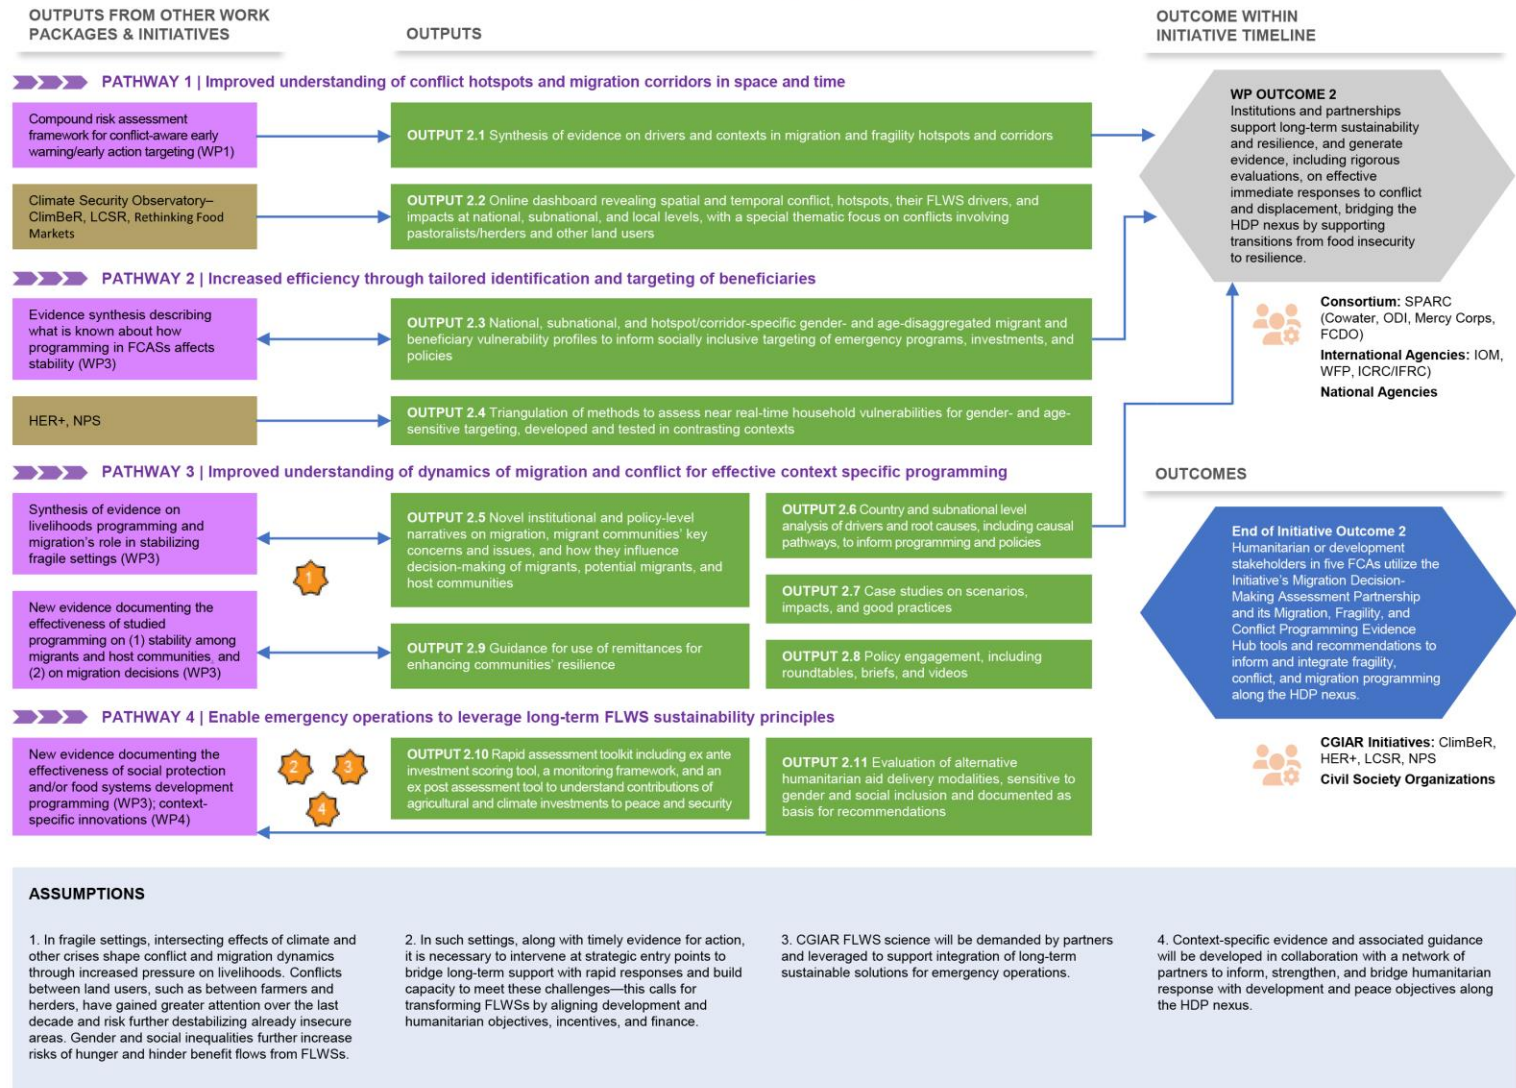 OUTPUTS FROM OTHER WORK
PACKAGES & INITIATIVES
OUTPUTS
OUTCOME WITHIN
INITIATIVE TIMELINE
PATHWAY 1 | Improved understanding of conflict hotspots and migration corridors in space and time
Compound risk assessment
framework for conflict-aware early
warning/early action targeting (WP1)
OUTPUT 2.1 Synthesis of evidence on drivers and contexts in migration and fragility hotspots and corridors
Climate Security Observatory–
ClimBeR, LCSR, Rethinking Food
Markets
OUTPUT 2.2 Online dashboard revealing spatial and temporal conflict, hotspots, their FLWS drivers, and
impacts at national, subnational, and local levels, with a special thematic focus on conflicts involving
pastoralists/herders and other land users
WP OUTCOME 2
Institutions and partnerships
support long-term sustainability
and resilience, and generate
evidence, including rigorous
evaluations, on effective
immediate responses to conflict
and displacement, bridging the
HDP nexus by supporting
transitions from food insecurity
to resilience.
PATHWAY 2 | Increased efficiency through tailored identification and targeting of beneficiaries
Evidence synthesis describing
what is known about how
programming in FCASs affects
stability (WP3)
OUTPUT 2.3 National, subnational, and hotspot/corridor-specific gender- and age-disaggregated migrant and
beneficiary vulnerability profiles to inform socially inclusive targeting of emergency programs, investments, and
policies
HER+, NPS
OUTPUT 2.4 Triangulation of methods to assess near real-time household vulnerabilities for gender- and age-
sensitive targeting, developed and tested in contrasting contexts
Consortium: SPARC
(Cowater, ODI, Mercy Corps,
FCDO)
International Agencies: IOM,
WFP, ICRC/IFRC)
National Agencies
PATHWAY 3 | Improved understanding of dynamics of migration and conflict for effective context specific programming
Synthesis of evidence on
livelihoods programming and
migration's role in stabilizing
fragile settings (WP3)
1
OUTPUT 2.5 Novel institutional and policy-level
narratives on migration, migrant communities' key
concerns and issues, and how they influence
decision-making of migrants, potential migrants, and
host communities
OUTPUT 2.6 Country and subnational level
analysis of drivers and root causes, including causal
pathways, to inform programming and policies
OUTPUT 2.7 Case studies on scenarios,
impacts, and good practices
New evidence documenting the
effectiveness of studied
programming on (1) stability among
migrants and host communities, and
(2) on migration decisions (WP3)
OUTPUT 2.9 Guidance for use of remittances for
enhancing communities' resilience
OUTPUT 2.8 Policy engagement, including
roundtables, briefs, and videos
OUTCOMES
End of Initiative Outcome 2
Humanitarian or development
stakeholders in five FCAs utilize the
Initiative's Migration Decision-
Making Assessment Partnership
and its Migration, Fragility, and
Conflict Programming Evidence
Hub tools and recommendations to
inform and integrate fragility,
conflict, and migration programming
along the HDP nexus.
PATHWAY 4 | Enable emergency operations to leverage long-term FLWS sustainability principles
New evidence documenting the
effectiveness of social protection
and/or food systems development
programming (WP3); context-
specific innovations (WP4)
2
3
4
OUTPUT 2.10 Rapid assessment toolkit including ex ante
investment scoring tool, a monitoring framework, and an
ex post assessment tool to understand contributions of
agricultural and climate investments to peace and security
OUTPUT 2.11 Evaluation of alternative
humanitarian aid delivery modalities, sensitive to
gender and social inclusion and documented as
basis for recommendations
CGIAR Initiatives: ClimBeR,
HER+, LCSR, NPS
Civil Society Organizations
ASSUMPTIONS
1. In fragile settings, intersecting effects of climate and
other crises shape conflict and migration dynamics
through increased pressure on livelihoods. Conflicts
between land users, such as between farmers and
herders, have gained greater attention over the last
decade and risk further destabilizing already insecure
areas. Gender and social inequalities further increase
risks of hunger and hinder benefit flows from FLWSs.
2. In such settings, along with timely evidence for action,
it is necessary to intervene at strategic entry points to
bridge long-term support with rapid responses and build
capacity to meet these challenges—this calls for
transforming FLWSs by aligning development and
humanitarian objectives, incentives, and finance.
3. CGIAR FLWS science will be demanded by partners
and leveraged to support integration of long-term
sustainable solutions for emergency operations.
4. Context-specific evidence and associated guidance
will be developed in collaboration with a network of
partners to inform, strengthen, and bridge humanitarian
response with development and peace objectives along
the HDP nexus.